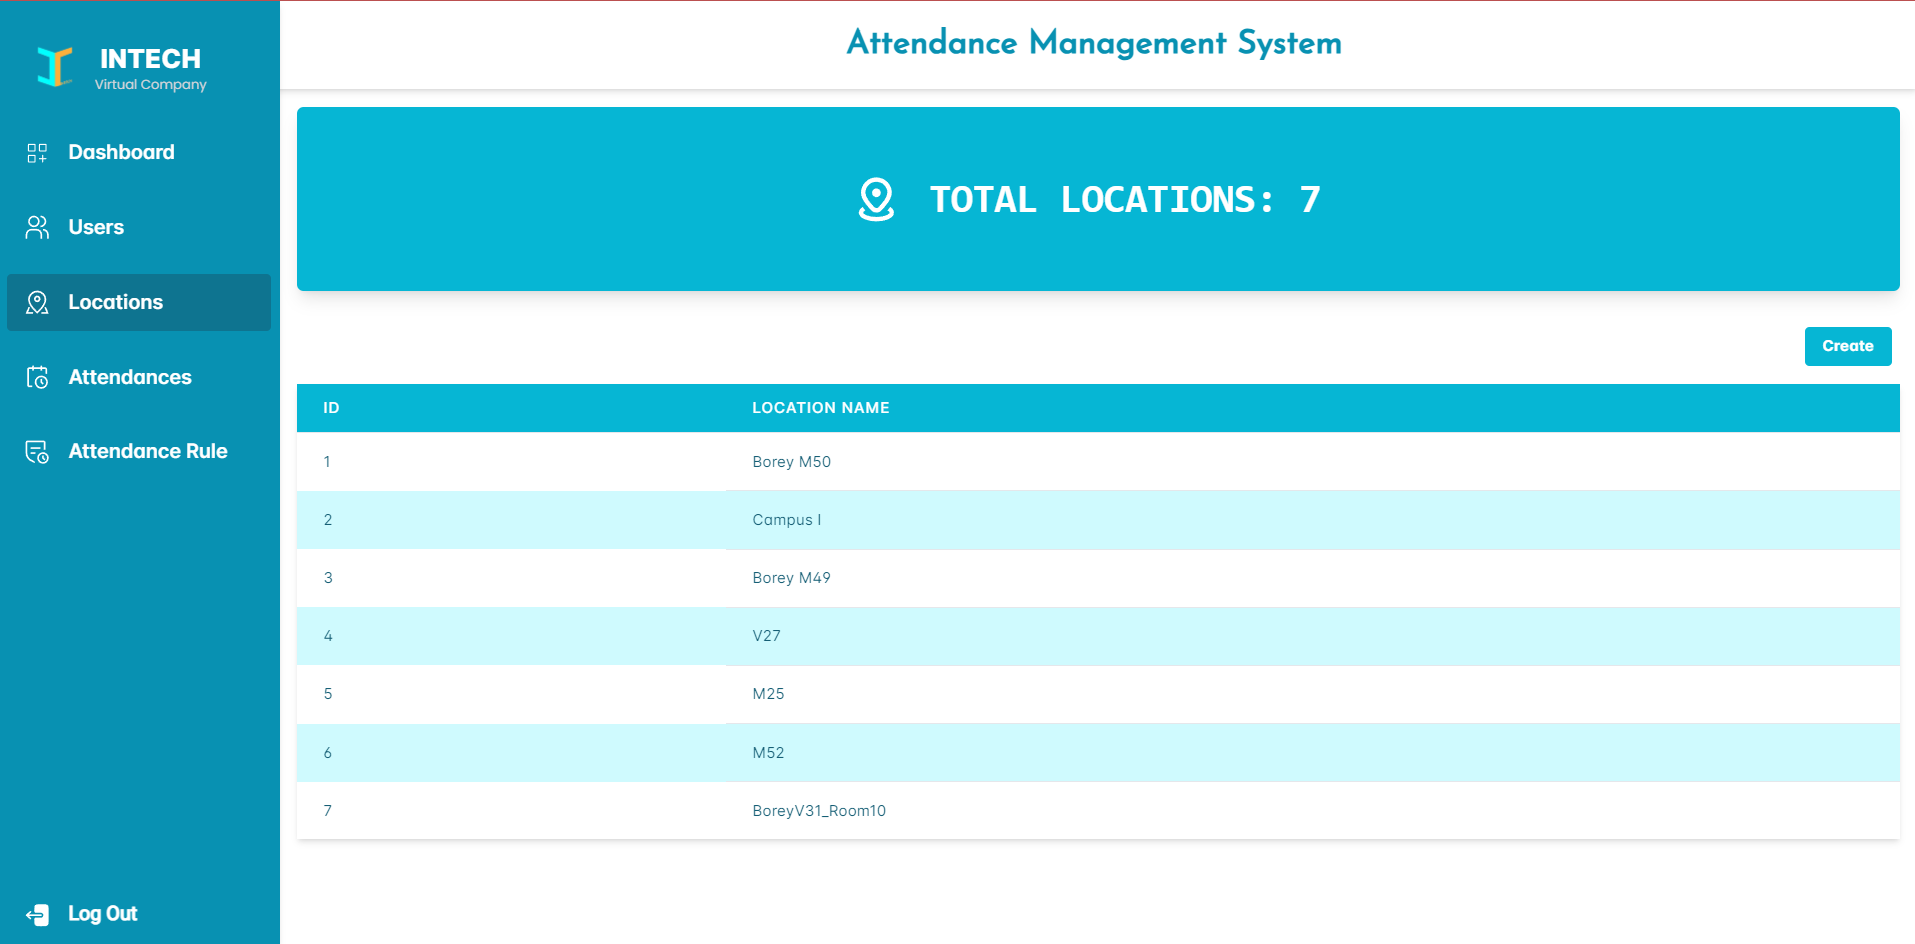 INTECH
Virtual Company
Dashboard
Users
Locations
Attendances
Attendance Rule
Log Out
Attendance Management System
TOTAL LOCATIONS: 7
Create
ID LOCATION NAME
1 Borey M50
2 Campus I
3 Borey M49
4 V27
5 M25
6 M52
7 BoreyV31_Room10